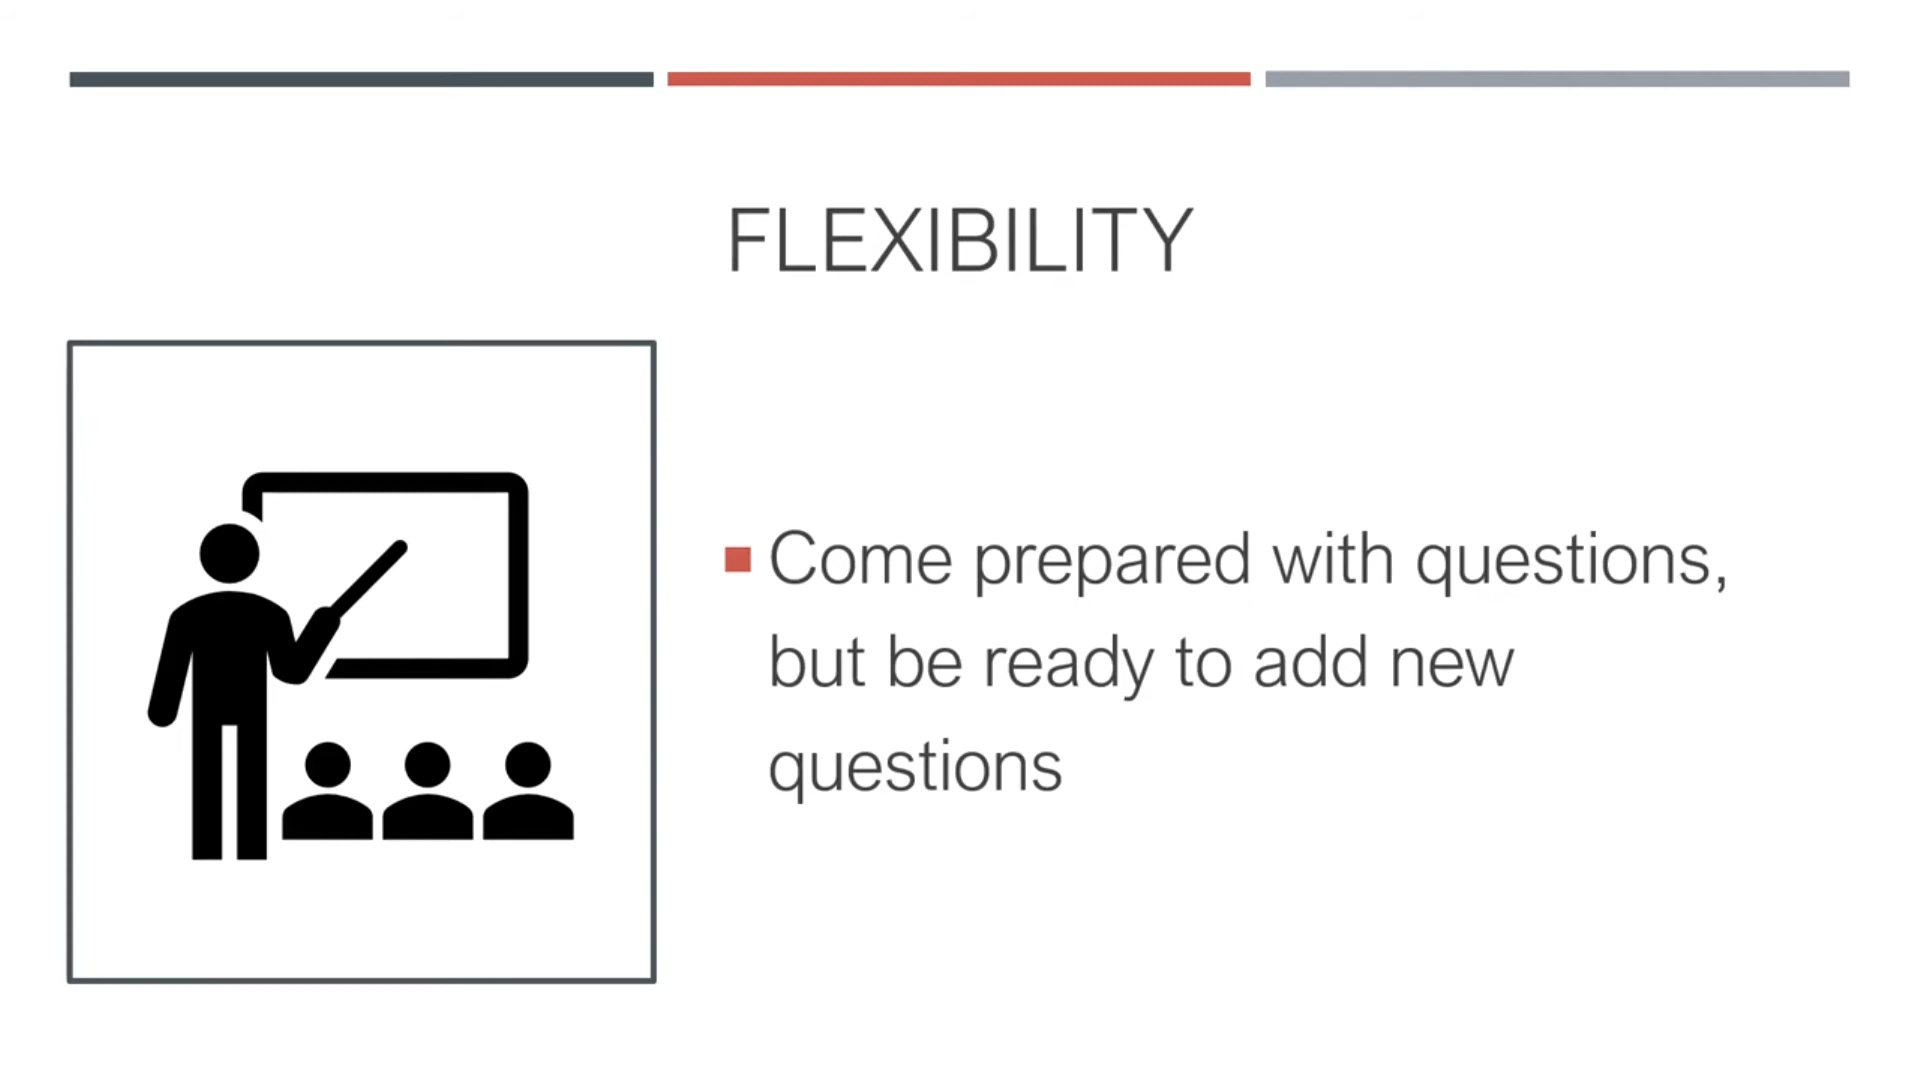 FLEXIBILITY
Come prepared with questions,
but be ready to add new
questions